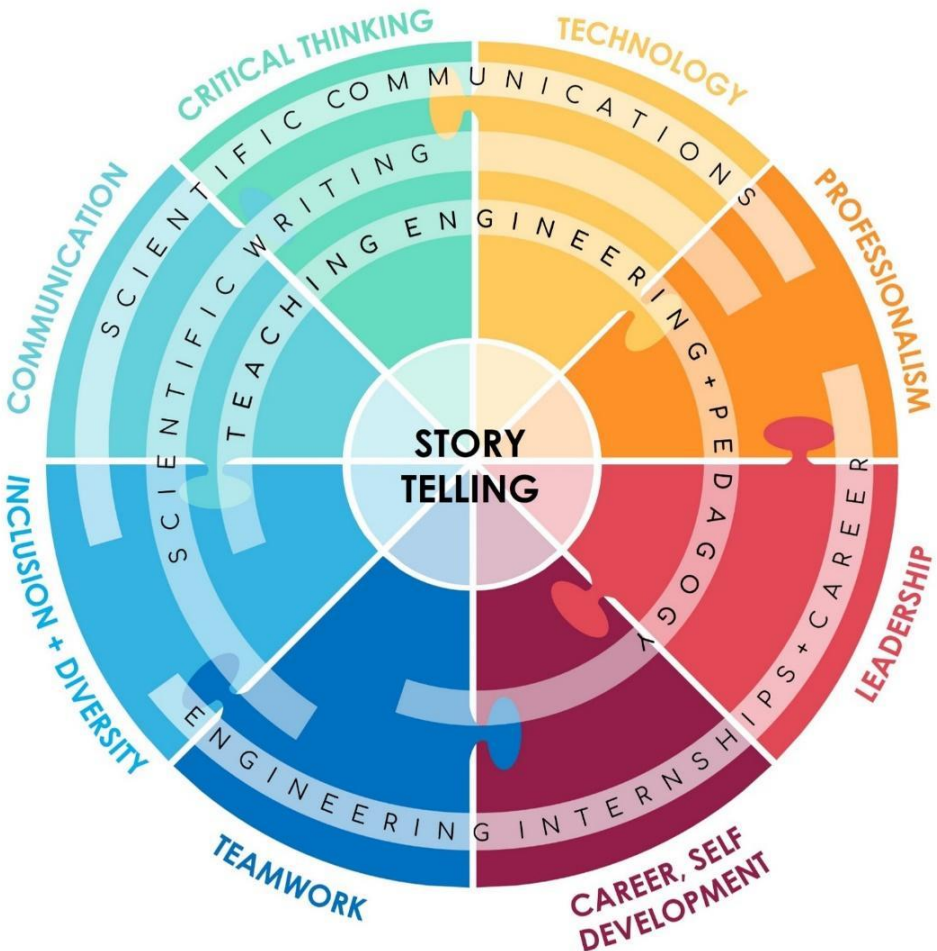 CRITICAL THINKING
TECHNOLOGY
PROFESSIONALISM
LEADERSHIP
CAREER, SELF
DEVELOPMENT
TEAMWORK
INCLUSION + DIVERSITY
COMMUNICATION
SCIENTIFIC COMMUNICATIONS
SCIENTIFIC WRITING
TEACHING ENGINEERING+PEDAGOGY
ENGINEERING INTERNSHIPS+CAREER
STORY
TELLING